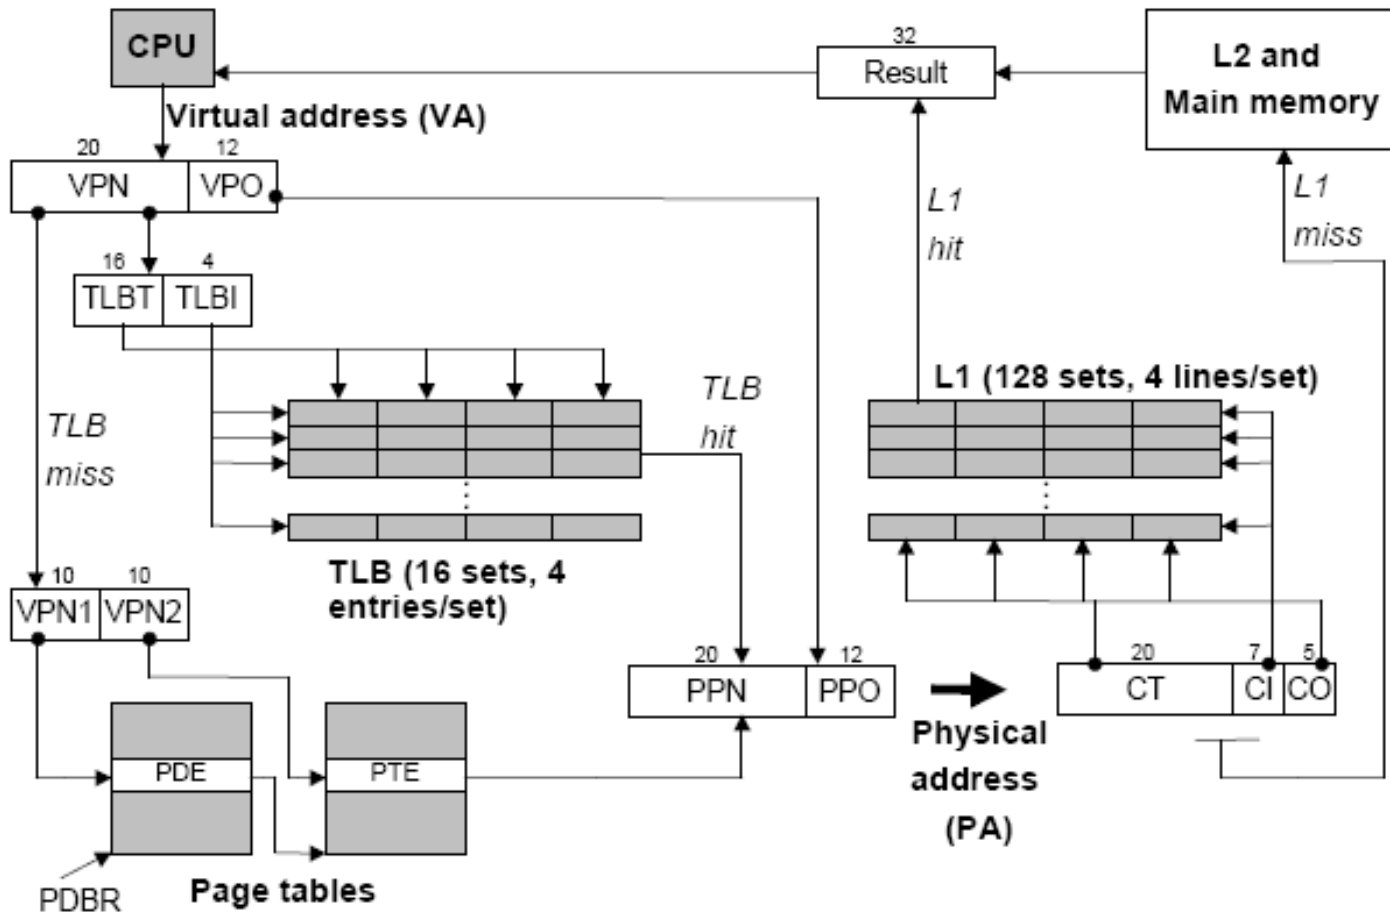 CPU
32
Result
L2 and
Main memory
Virtual address (VA)
20 12
VPN VPO
L1
hit
L1
miss
16 4
TLBT TLBI
TLB
miss
TLB
hit
L1 (128 sets, 4 lines/set)
TLB (16 sets, 4
entries/set)
10 10
VPN1 VPN2
20 12
PPN PPO
20 7 5
CT CI CO
Physical
address
(PA)
PDE
PTE
PDBR
Page tables